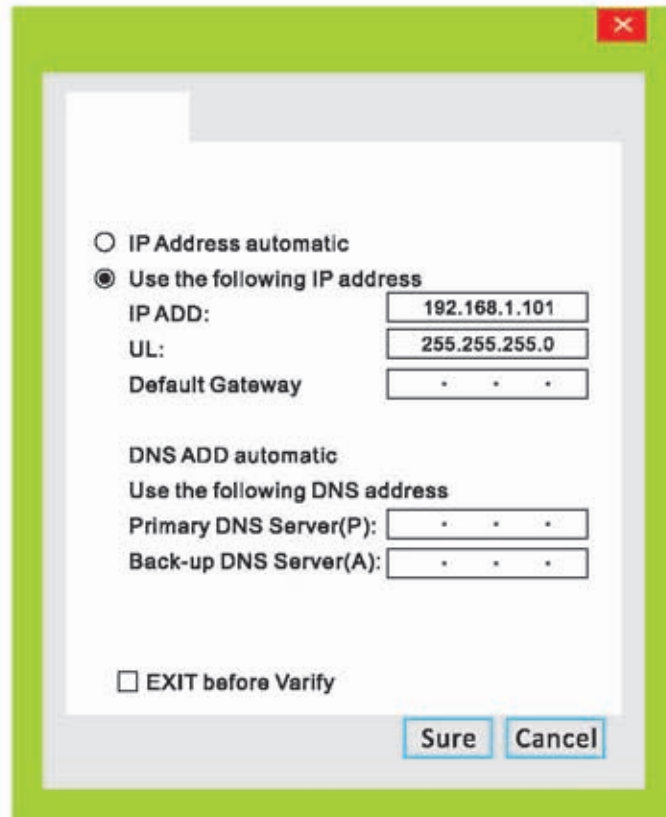 IP Address automatic
Use the following IP address
IP ADD: 192.168.1.101
UL: 255.255.255.0
Default Gateway . . .
DNS ADD automatic
Use the following DNS address
Primary DNS Server(P): . . .
Back-up DNS Server(A): . . .
EXIT before Varify
Sure Cancel